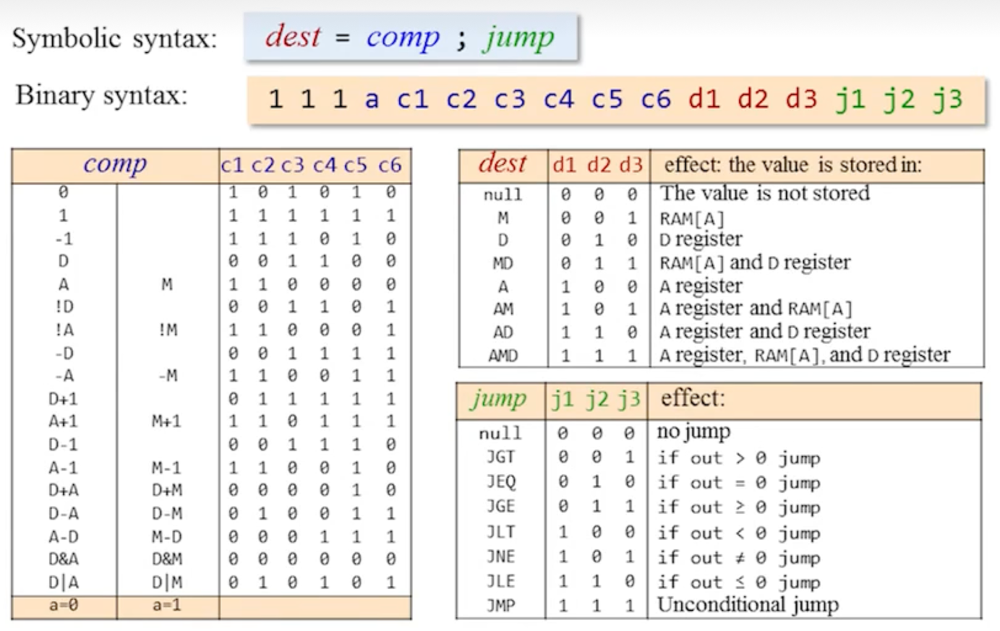 Symbolic syntax: dest = comp ; jump
Binary syntax: 1 1 1 a c1 c2 c3 c4 c5 c6 d1 d2 d3 j1 j2 j3
comp c1 c2 c3 c4 c5 c6
0 1 0 1 0 1 0
1 1 1 1 1 1 1
-1 1 1 1 0 1 0
D 0 0 1 1 0 0
A M 1 1 0 0 0 0
!D 0 0 1 1 0 1
!A !M 1 1 0 0 0 1
-D 0 0 1 1 1 1
-A -M 1 1 0 0 1 1
D+1 0 1 1 1 1 1
A+1 M+1 1 1 0 1 1 1
D-1 0 0 1 1 1 0
A-1 M-1 1 1 0 0 1 0
D+A D+M 0 0 0 0 1 0
D-A D-M 0 1 0 0 1 1
A-D M-D 0 0 0 1 1 1
D&A D&M 0 0 0 0 0 0
D|A D|M 0 1 0 1 0 1
a=0 a=1
dest d1 d2 d3 effect: the value is stored in:
null 0 0 0 The value is not stored
M 0 0 1 RAM[A]
D 0 1 0 D register
MD 0 1 1 RAM[A] and D register
A 1 0 0 A register
AM 1 0 1 A register and RAM[A]
AD 1 1 0 A register and D register
AMD 1 1 1 A register, RAM[A], and D register
jump j1 j2 j3 effect:
null 0 0 0 no jump
JGT 0 0 1 if out > 0 jump
JEQ 0 1 0 if out = 0 jump
JGE 0 1 1 if out ≥ 0 jump
JLT 1 0 0 if out < 0 jump
JNE 1 0 1 if out ≠ 0 jump
JLE 1 1 0 if out ≤ 0 jump
JMP 1 1 1 Unconditional jump